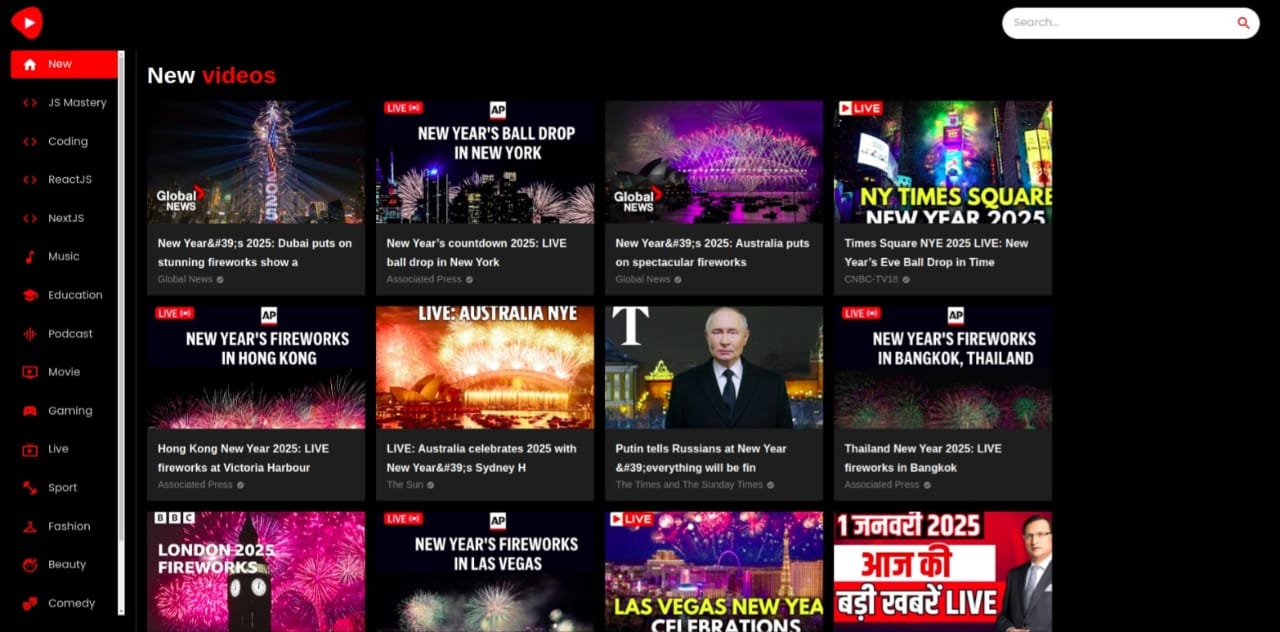 Search...
New
JS Mastery
Coding
ReactJS
NextJS
Music
Education
Podcast
Movie
Gaming
Live
Sport
Fashion
Beauty
Comedy
New videos
2025
Global
NEWS
New Year&#39;s 2025: Dubai puts on
stunning fireworks show a
Global News
LIVE
AP
NEW YEAR'S BALL DROP
IN NEW YORK
New Year's countdown 2025: LIVE
ball drop in New York
Associated Press
Global
NEWS
New Year&#39;s 2025: Australia puts
on spectacular fireworks
Global News
LIVE
NY TIMES SQUARE
NEW YEAR 2025
Times Square NYE 2025 LIVE: New
Year's Eve Ball Drop in Time
CNBC-TV18
LIVE
AP
NEW YEAR'S FIREWORKS
IN HONG KONG
Hong Kong New Year 2025: LIVE
fireworks at Victoria Harbour
Associated Press
LIVE: AUSTRALIA NYE
LIVE: Australia celebrates 2025 with
New Year&#39;s Sydney H
The Sun
T
Putin tells Russians at New Year
&#39;everything will be fin
The Times and The Sunday Times
LIVE
AP
NEW YEAR'S FIREWORKS
IN BANGKOK, THAILAND
Thailand New Year 2025: LIVE
fireworks in Bangkok
Associated Press
BBC
LONDON 2025
FIREWORKS
LIVE
AP
NEW YEAR'S FIREWORKS
IN LAS VEGAS
LIVE
LAS VEGAS NEW YEA
CELEBRATIONS
1 जनवरी 2025
आज की
बड़ी खबरें LIVE